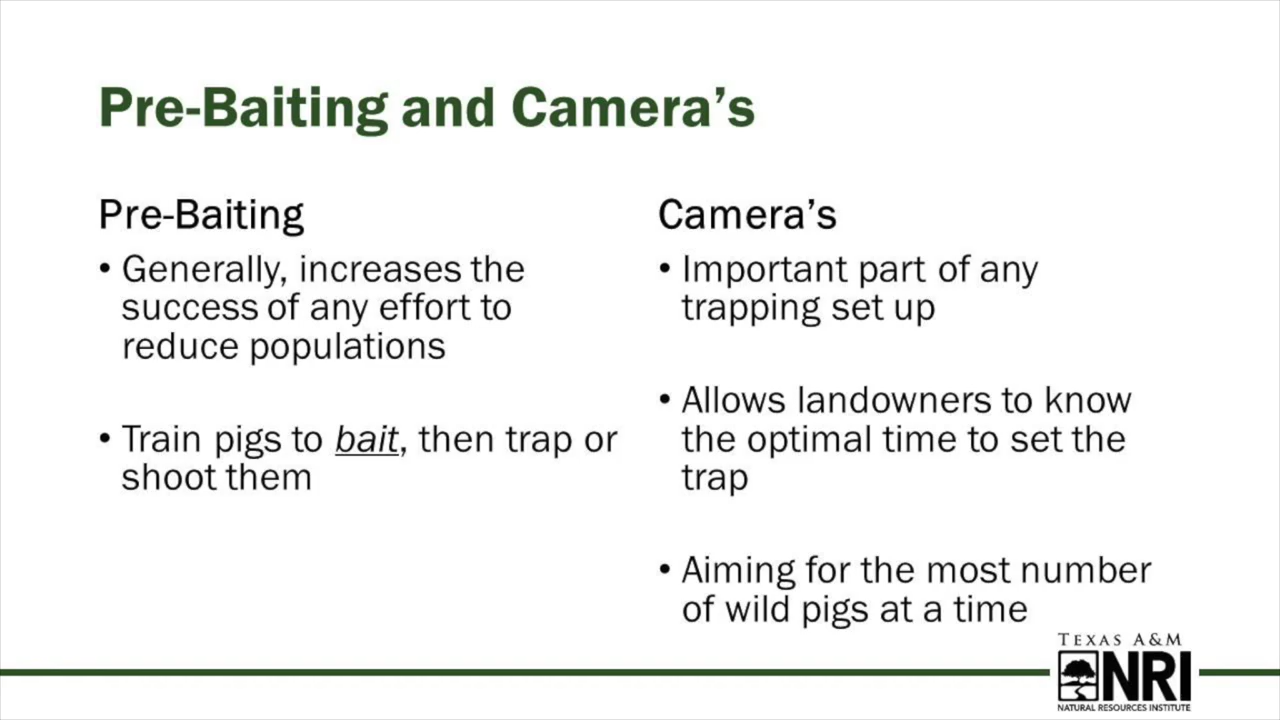 Pre-Baiting and Camera’s
Pre-Baiting
• Generally, increases the
success of any effort to
reduce populations
• Train pigs to bait, then trap or
shoot them
Camera’s
• Important part of any
trapping set up
• Allows landowners to know
the optimal time to set the
trap
• Aiming for the most number
of wild pigs at a time
TEXAS A&M
NRI
NATURAL RESOURCES INSTITUTE